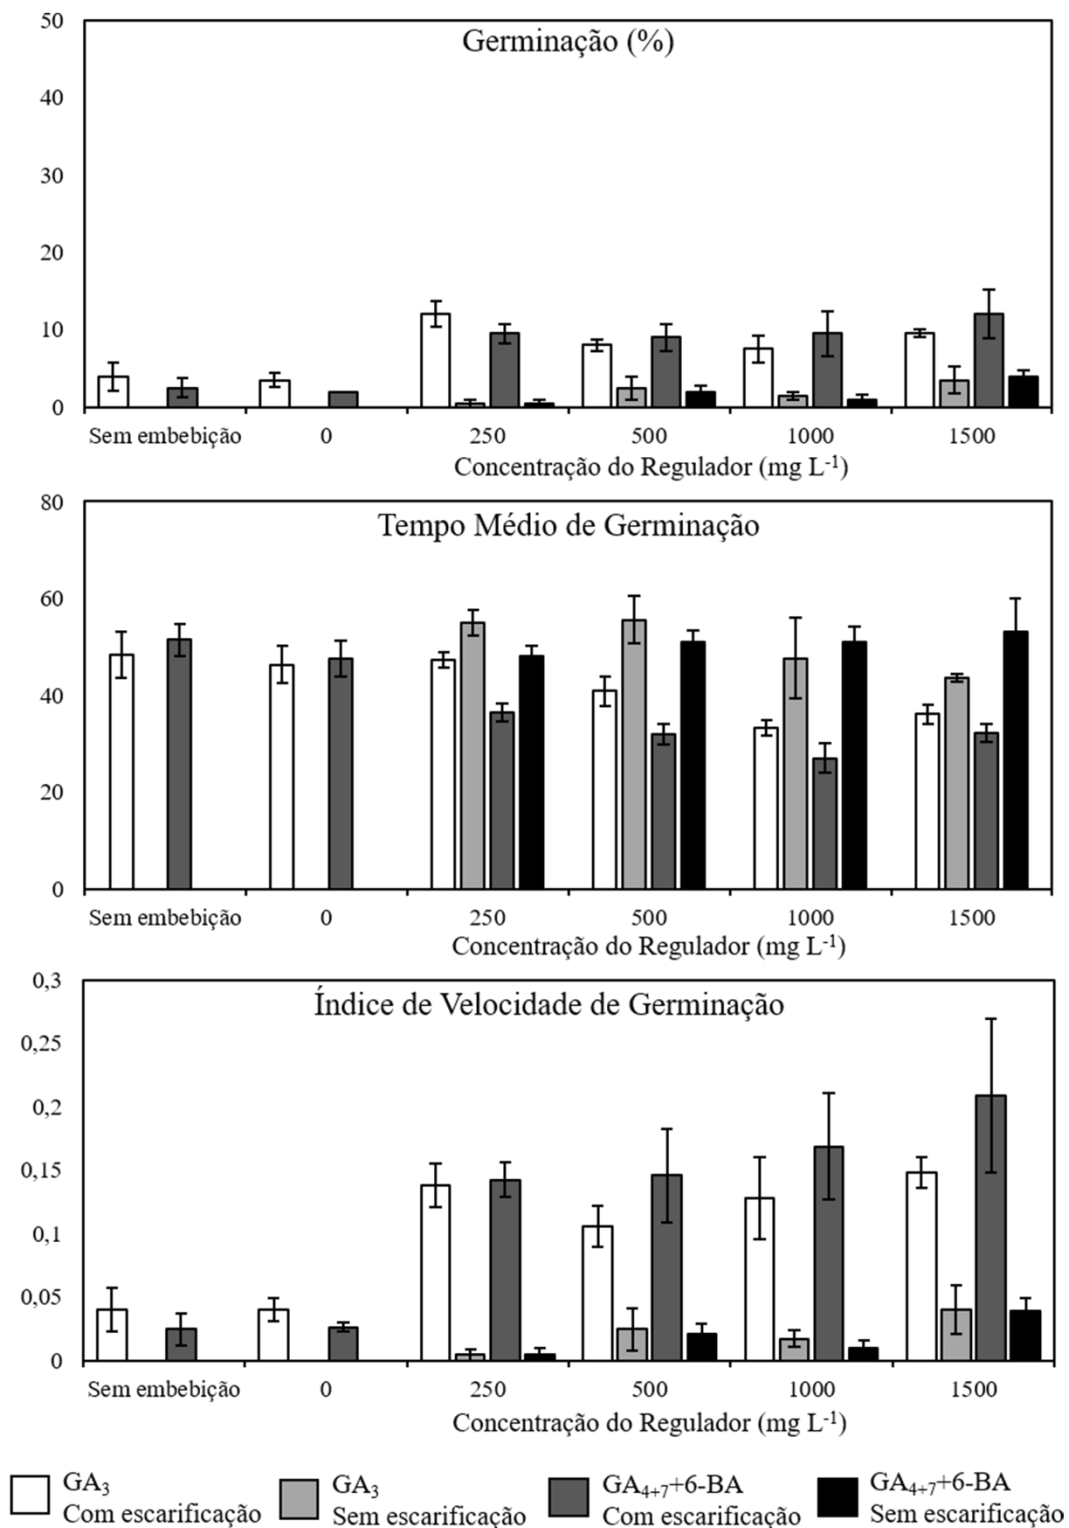 Germinação (%)
50
40
30
20
10
0
Sem embebição 0 250 500 1000 1500
Concentração do Regulador (mg L⁻¹)
Tempo Médio de Germinação
80
60
40
20
0
Sem embebição 0 250 500 1000 1500
Concentração do Regulador (mg L⁻¹)
Índice de Velocidade de Germinação
0,3
0,25
0,2
0,15
0,1
0,05
0
Sem embebição 0 250 500 1000 1500
Concentração do Regulador (mg L⁻¹)
GA₃
Com escarificação
GA₃
Sem escarificação
GA₄₊₇+6-BA
Com escarificação
GA₄₊₇+6-BA
Sem escarificação